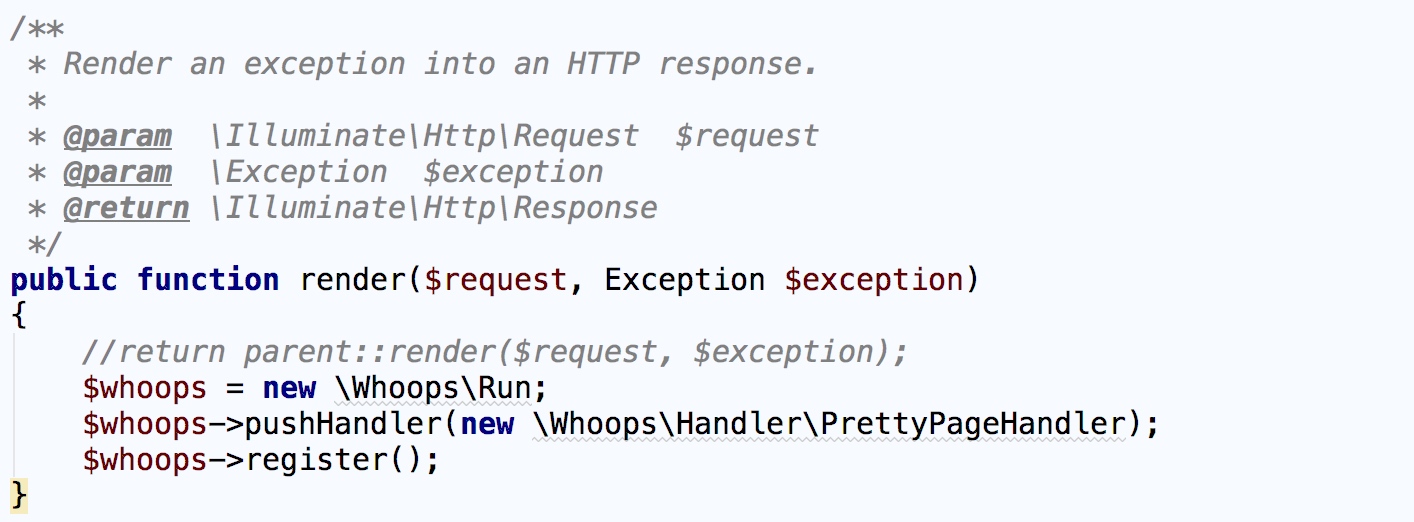 /**
 * Render an exception into an HTTP response.
 *
 * @param  \Illuminate\Http\Request  $request
 * @param  \Exception  $exception
 * @return \Illuminate\Http\Response
 */
public function render($request, Exception $exception)
{
    //return parent::render($request, $exception);
    $whoops = new \Whoops\Run;
    $whoops->pushHandler(new \Whoops\Handler\PrettyPageHandler);
    $whoops->register();
}